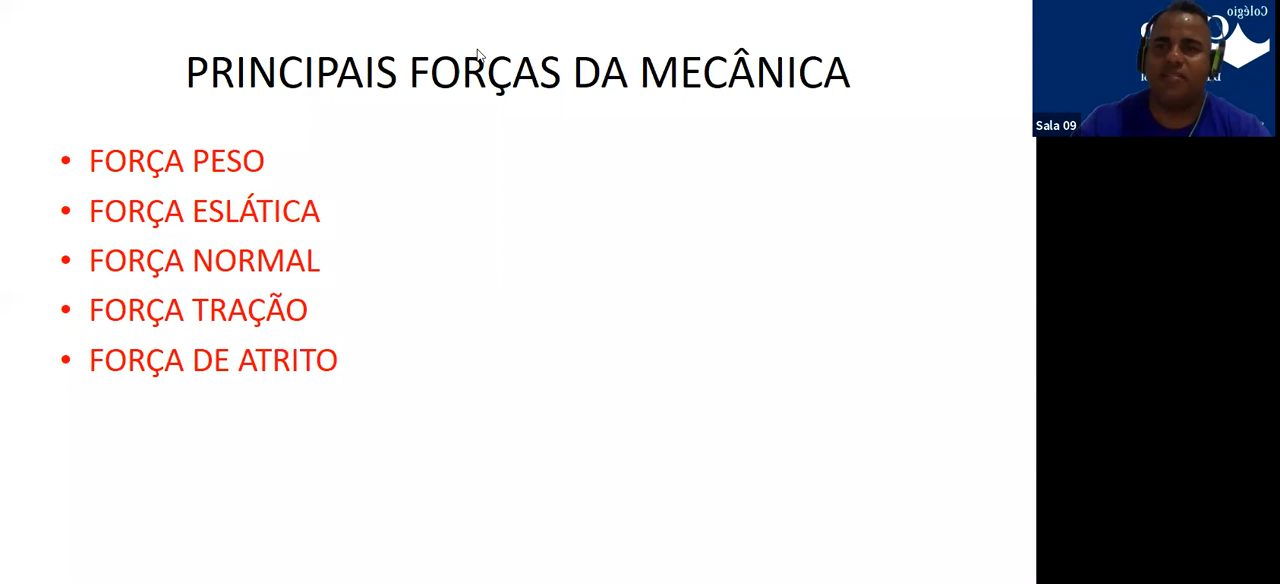 PRINCIPAIS FORÇAS DA MECÂNICA
• FORÇA PESO
• FORÇA ESLÁTICA
• FORÇA NORMAL
• FORÇA TRAÇÃO
• FORÇA DE ATRITO
Colégio
Sala 09